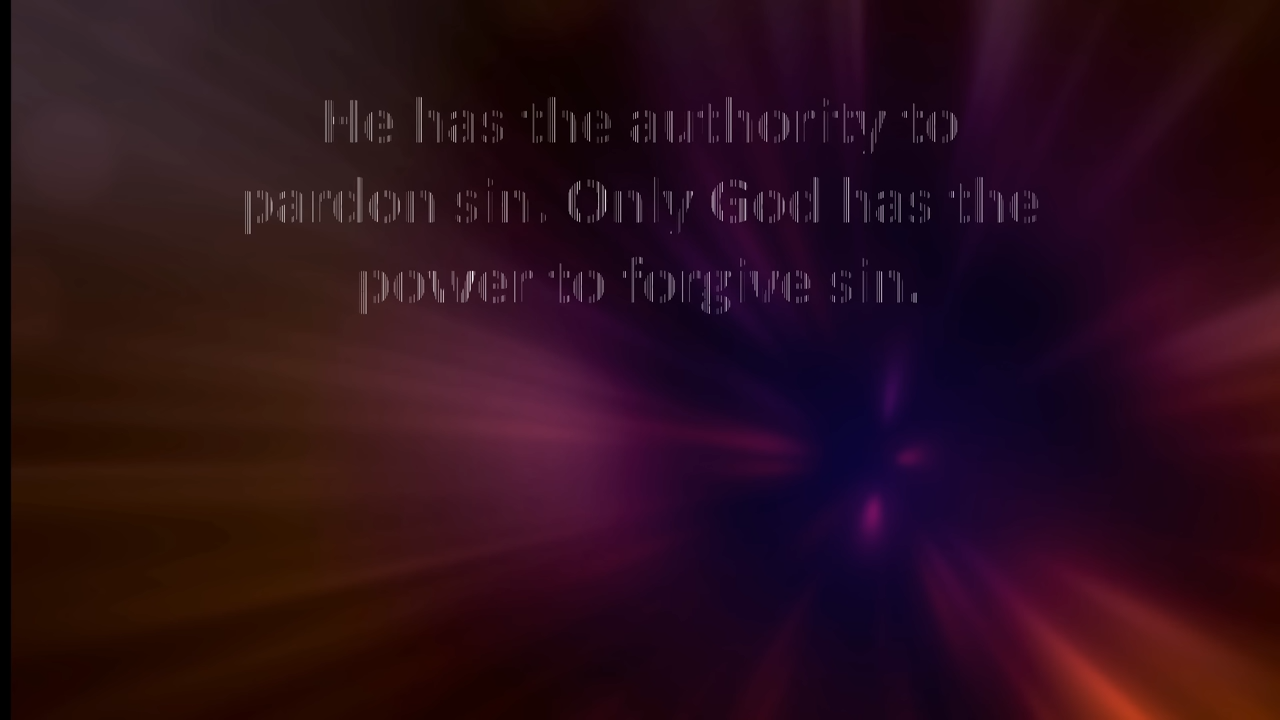 He has the authority to
pardon sin. Only God has the
power to forgive sin.